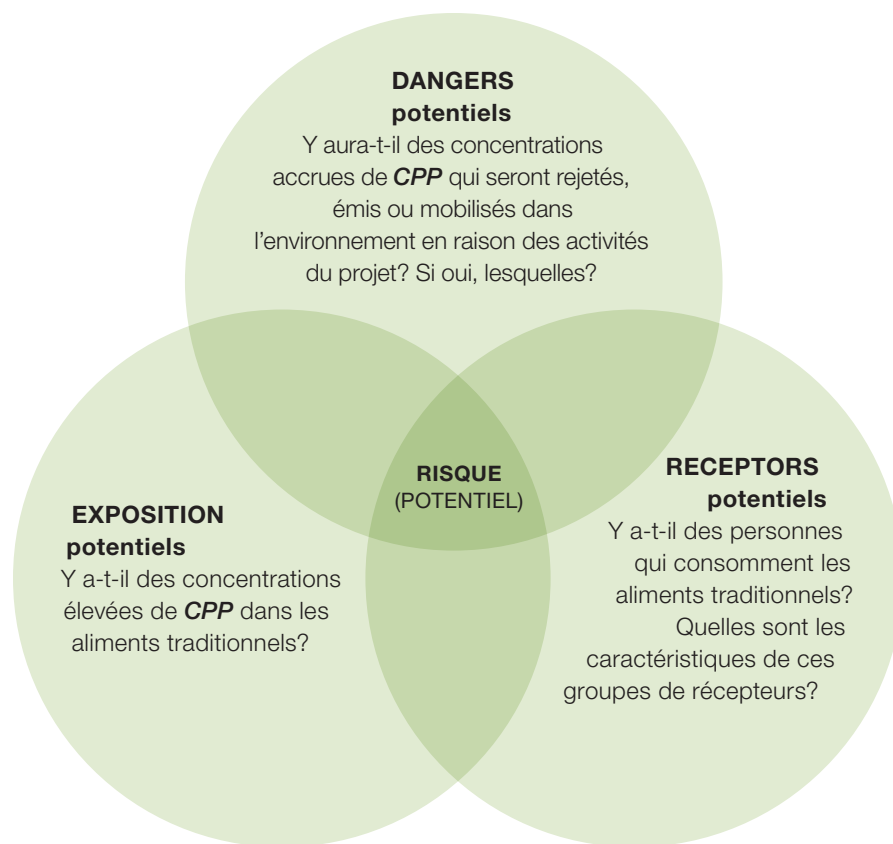 DANGERS
potentiels
Y aura-t-il des concentrations
accrues de CPP qui seront rejetés,
émis ou mobilisés dans
l’environnement en raison des activités
du projet? Si oui, lesquelles?
RISQUE
(POTENTIEL)
EXPOSITION
potentiels
Y a-t-il des concentrations
élevées de CPP dans les
aliments traditionnels?
RECEPTORS
potentiels
Y a-t-il des personnes
qui consomment les
aliments traditionnels?
Quelles sont les
caractéristiques de ces
groupes de récepteurs?